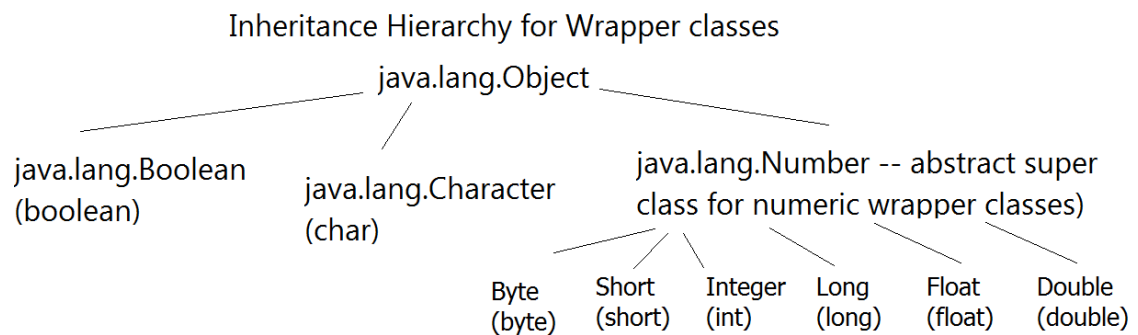 Inheritance Hierarchy for Wrapper classes
java.lang.Object
java.lang.Boolean
(boolean)
java.lang.Character
(char)
java.lang.Number -- abstract super
class for numeric wrapper classes)
Byte
(byte)
Short
(short)
Integer
(int)
Long
(long)
Float
(float)
Double
(double)